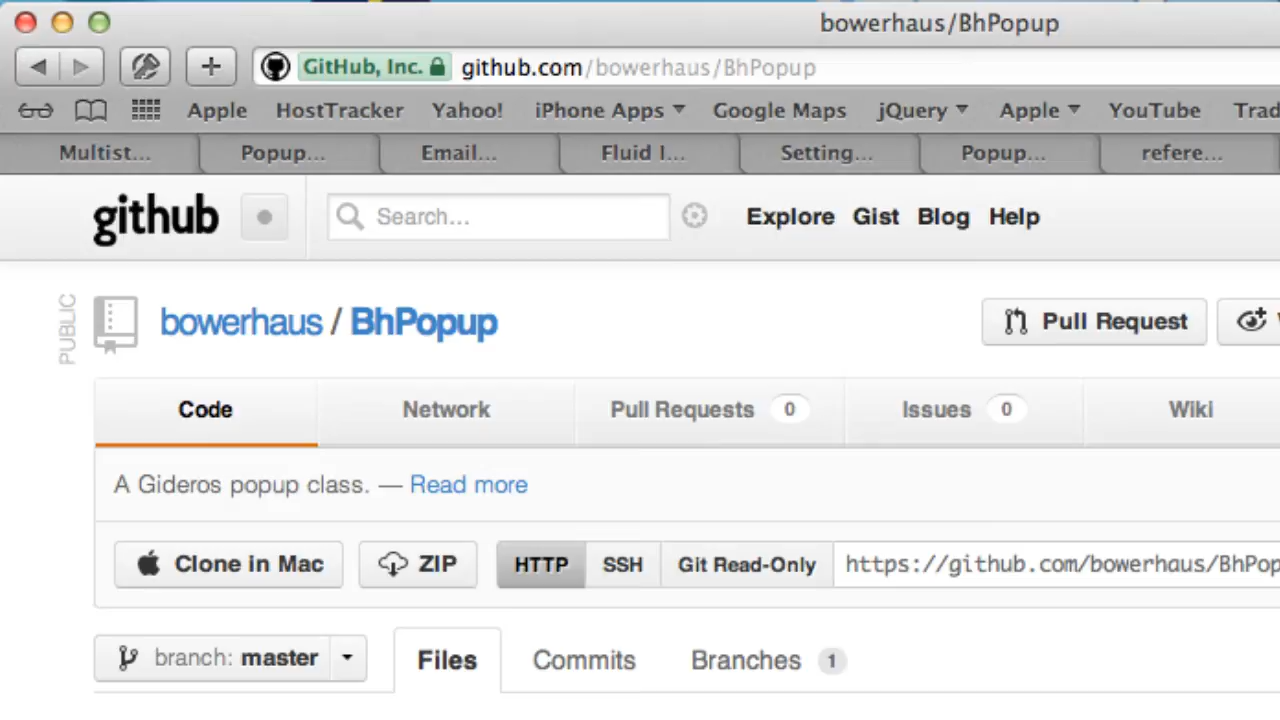 bowerhaus/BhPopup
GitHub, Inc. github.com/bowerhaus/BhPopup
Apple HostTracker Yahoo! iPhone Apps Google Maps jQuery Apple YouTube Trad
Multist... Popup... Email... Fluid I... Setting... Popup... refere...
github Search... Explore Gist Blog Help
PUBLIC bowerhaus / BhPopup Pull Request
Code Network Pull Requests 0 Issues 0 Wiki
A Gideros popup class. — Read more
Clone in Mac ZIP HTTP SSH Git Read-Only https://github.com/bowerhaus/BhPop
branch: master Files Commits Branches 1